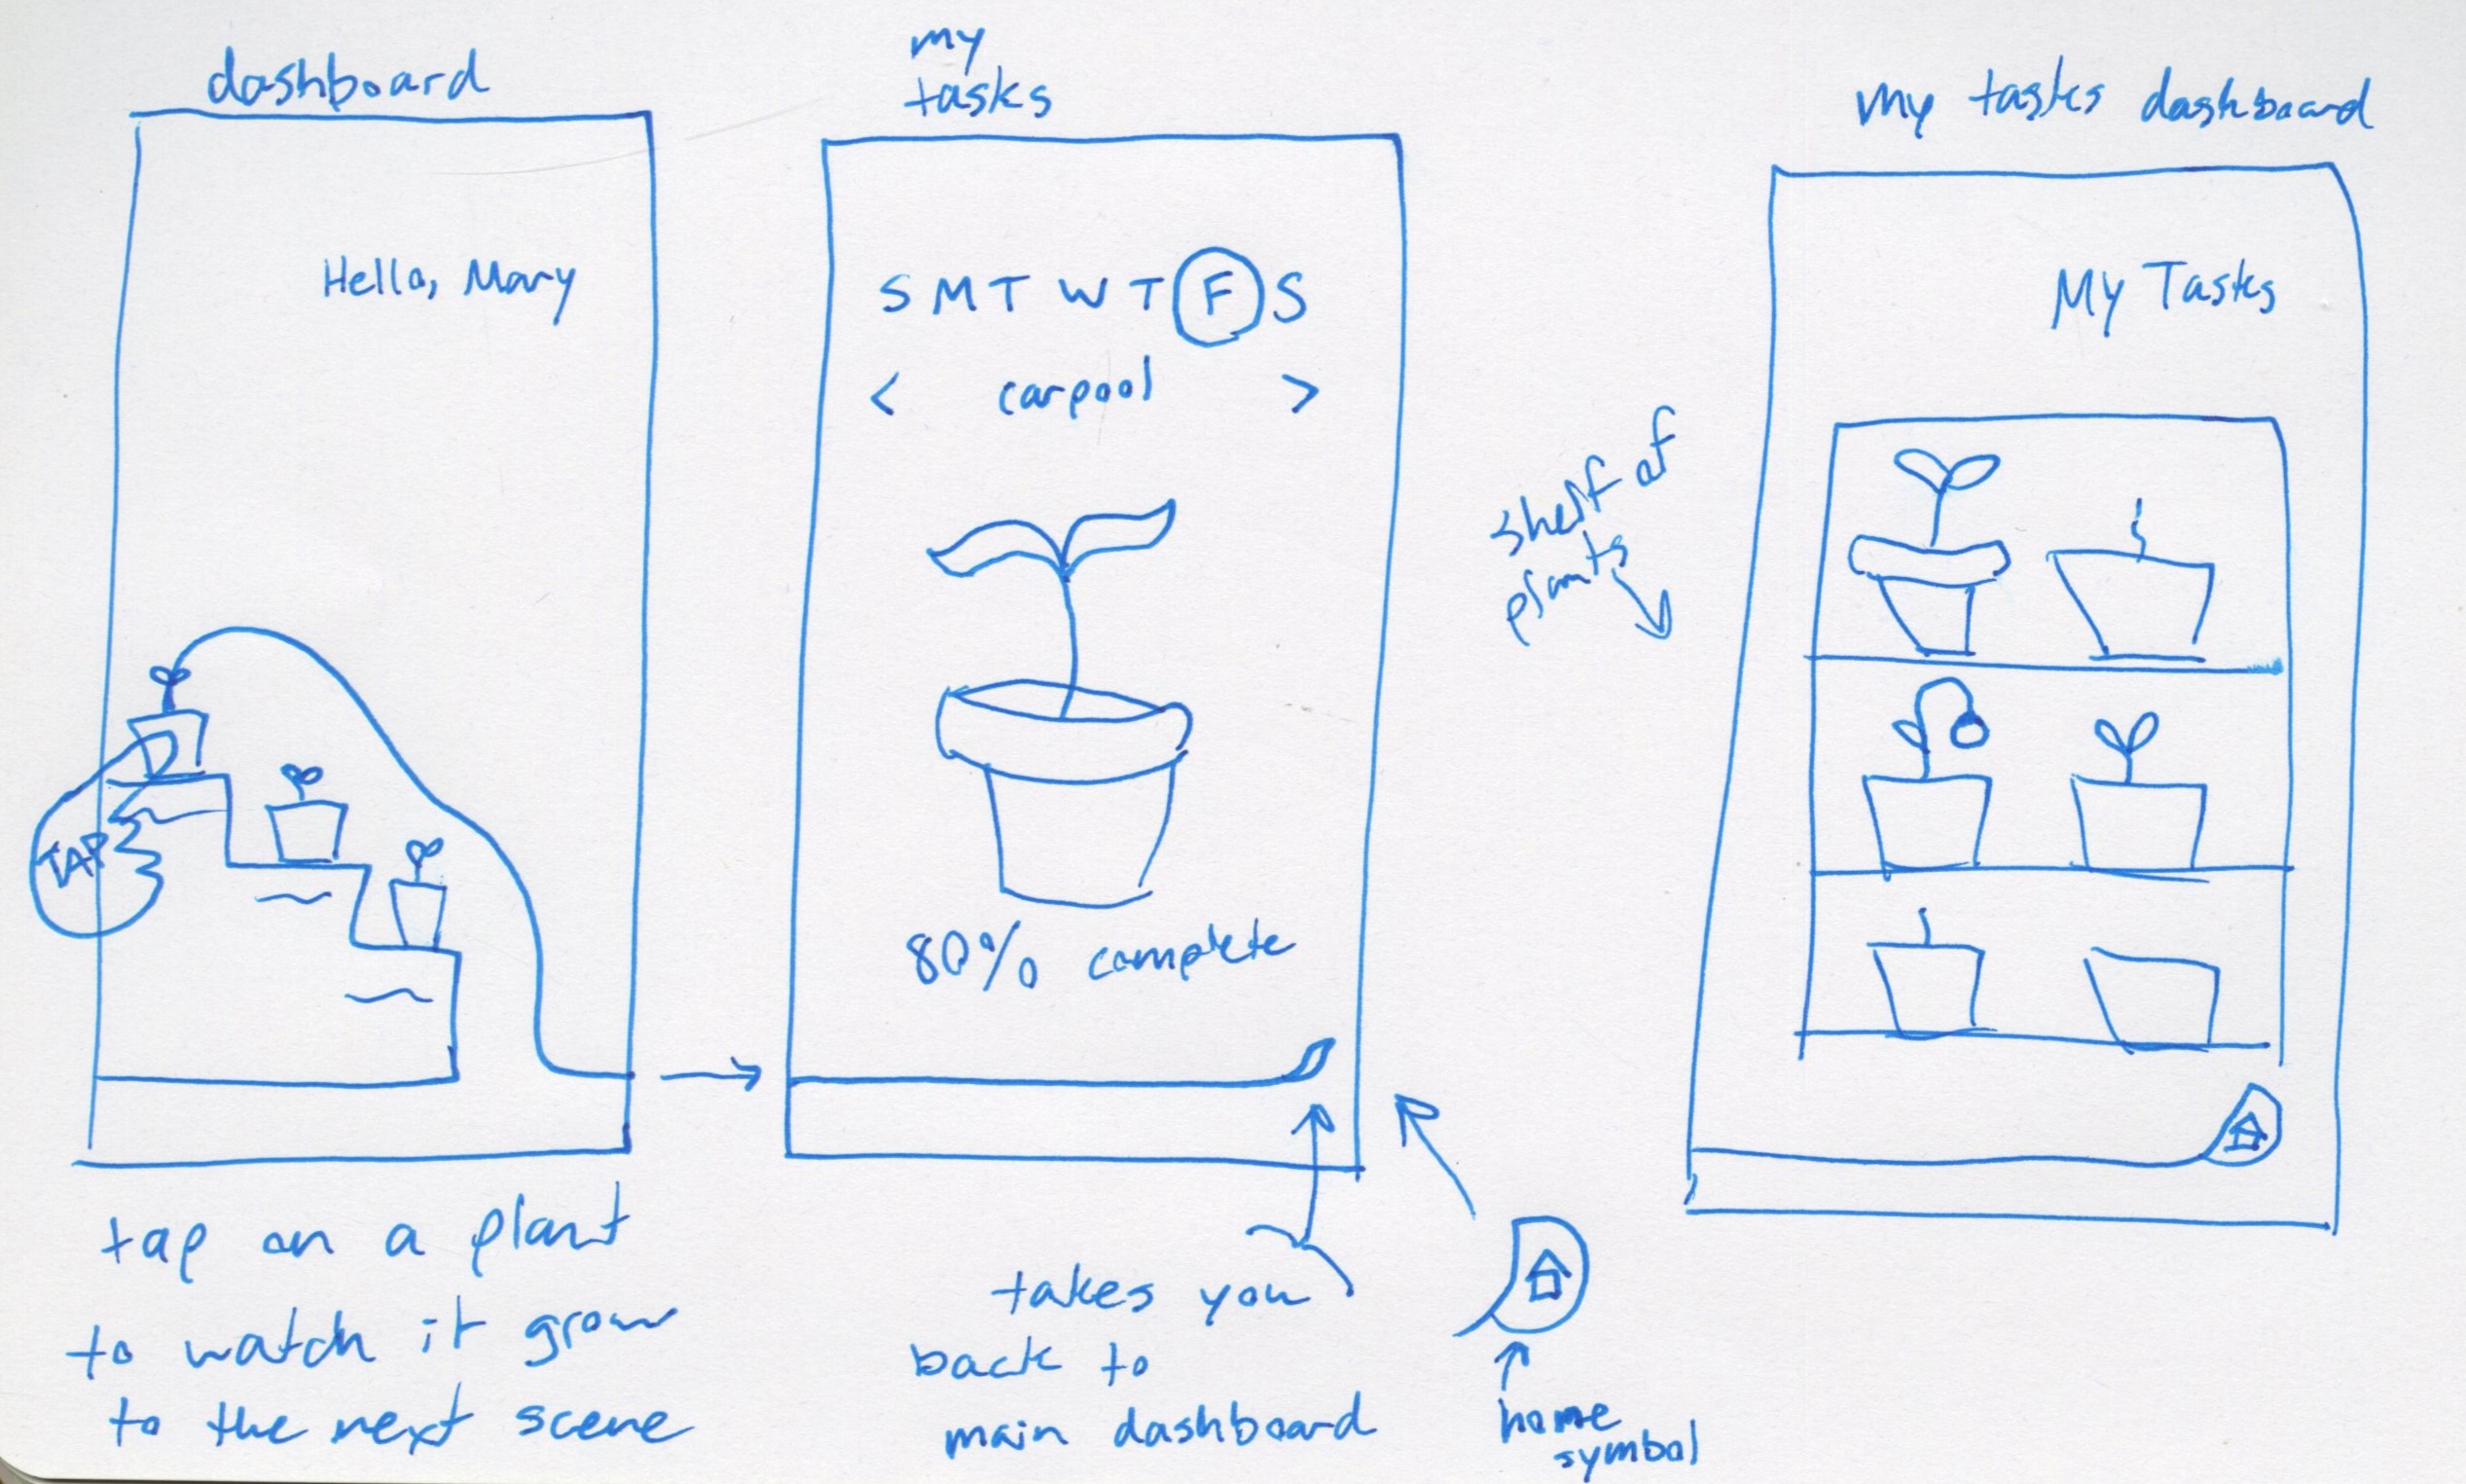 dashboard
Hello, Mary
TAP
tap on a plant
to watch it grow
to the next scene
my
tasks
S M T W T F S
< carpool >
80% complete
takes you
back to
main dashboard
home
symbol
shelf of
plants
my tasks dashboard
My Tasks